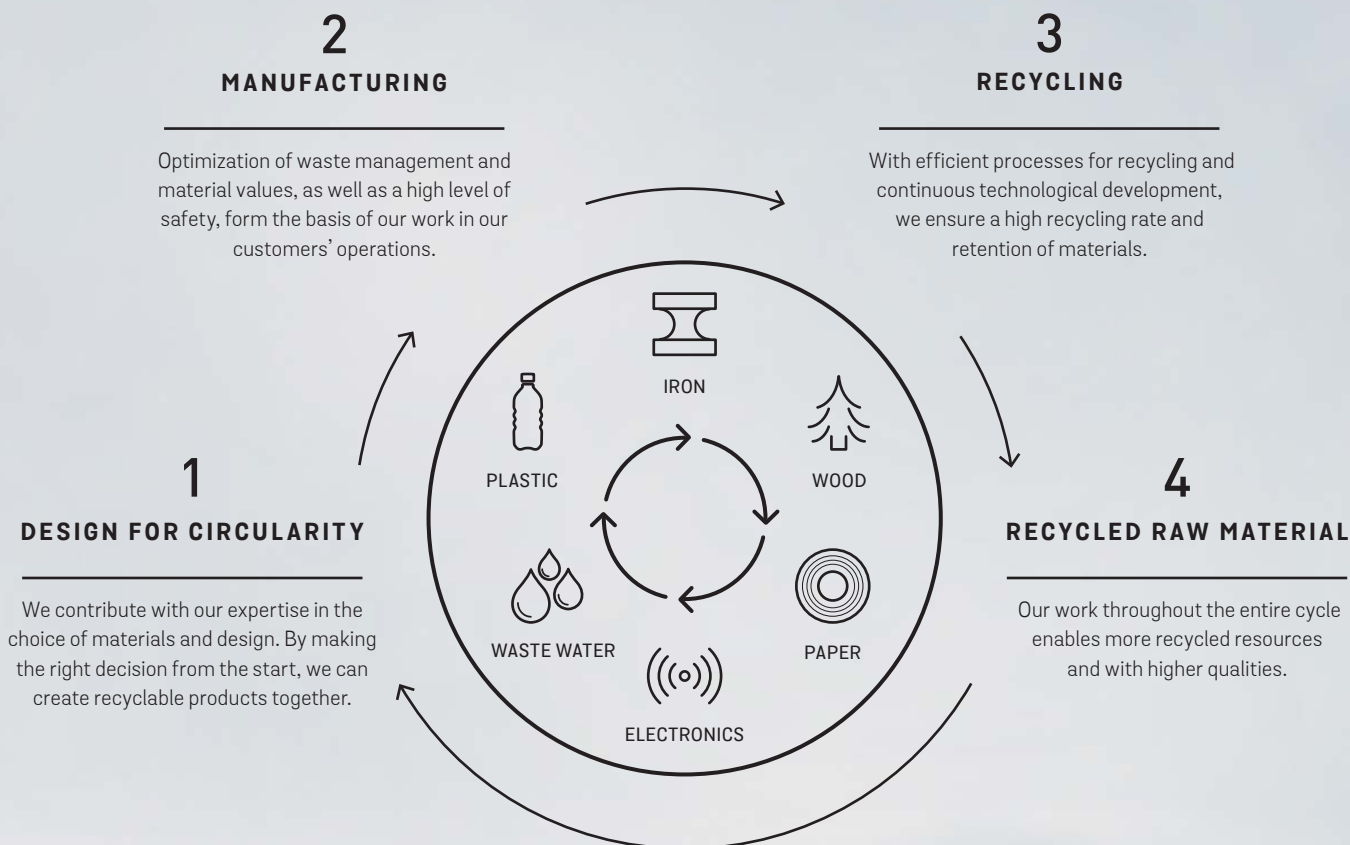 2
MANUFACTURING
Optimization of waste management and
material values, as well as a high level of
safety, form the basis of our work in our
customers’ operations.
3
RECYCLING
With efficient processes for recycling and
continuous technological development,
we ensure a high recycling rate and
retention of materials.
IRON
PLASTIC
WOOD
WASTE WATER
PAPER
ELECTRONICS
1
DESIGN FOR CIRCULARITY
We contribute with our expertise in the
choice of materials and design. By making
the right decision from the start, we can
create recyclable products together.
4
RECYCLED RAW MATERIAL
Our work throughout the entire cycle
enables more recycled resources
and with higher qualities.